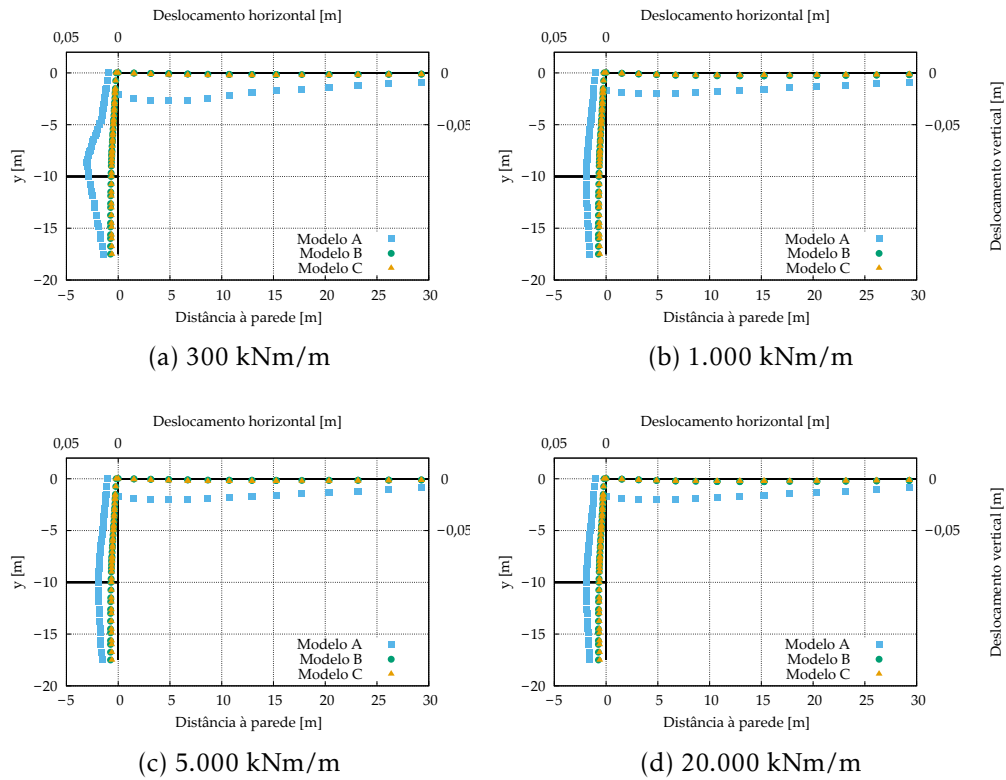 Deslocamento horizontal [m]
0,05 0
0
−5
−10
−15
−20
y [m]
0
−0,05
Modelo A
Modelo B
Modelo C
−5 0 5 10 15 20 25 30
Distância à parede [m]
(a) 300 kNm/m
Deslocamento horizontal [m]
0,05 0
0
−5
−10
−15
−20
y [m]
0
−0,05
Deslocamento vertical [m]
Modelo A
Modelo B
Modelo C
−5 0 5 10 15 20 25 30
Distância à parede [m]
(b) 1.000 kNm/m
Deslocamento horizontal [m]
0,05 0
0
−5
−10
−15
−20
y [m]
0
−0,05
Modelo A
Modelo B
Modelo C
−5 0 5 10 15 20 25 30
Distância à parede [m]
(c) 5.000 kNm/m
Deslocamento horizontal [m]
0,05 0
0
−5
−10
−15
−20
y [m]
0
−0,05
Deslocamento vertical [m]
Modelo A
Modelo B
Modelo C
−5 0 5 10 15 20 25 30
Distância à parede [m]
(d) 20.000 kNm/m